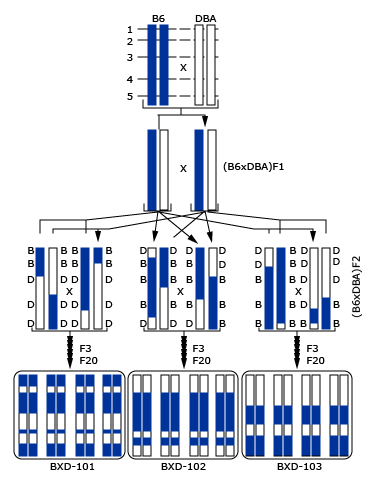 B6 DBA
1
2
3
X
4
5
X (B6xDBA)F1
B B B B D D D D D B B D
B B B B B B B B D B D D
D D D D B B D
X X X
D D D D B B B B B B D B
D D D D B B B B B B B B
(B6xDBA)F2
F3 F3 F3
F20 F20 F20
BXD-101 BXD-102 BXD-103